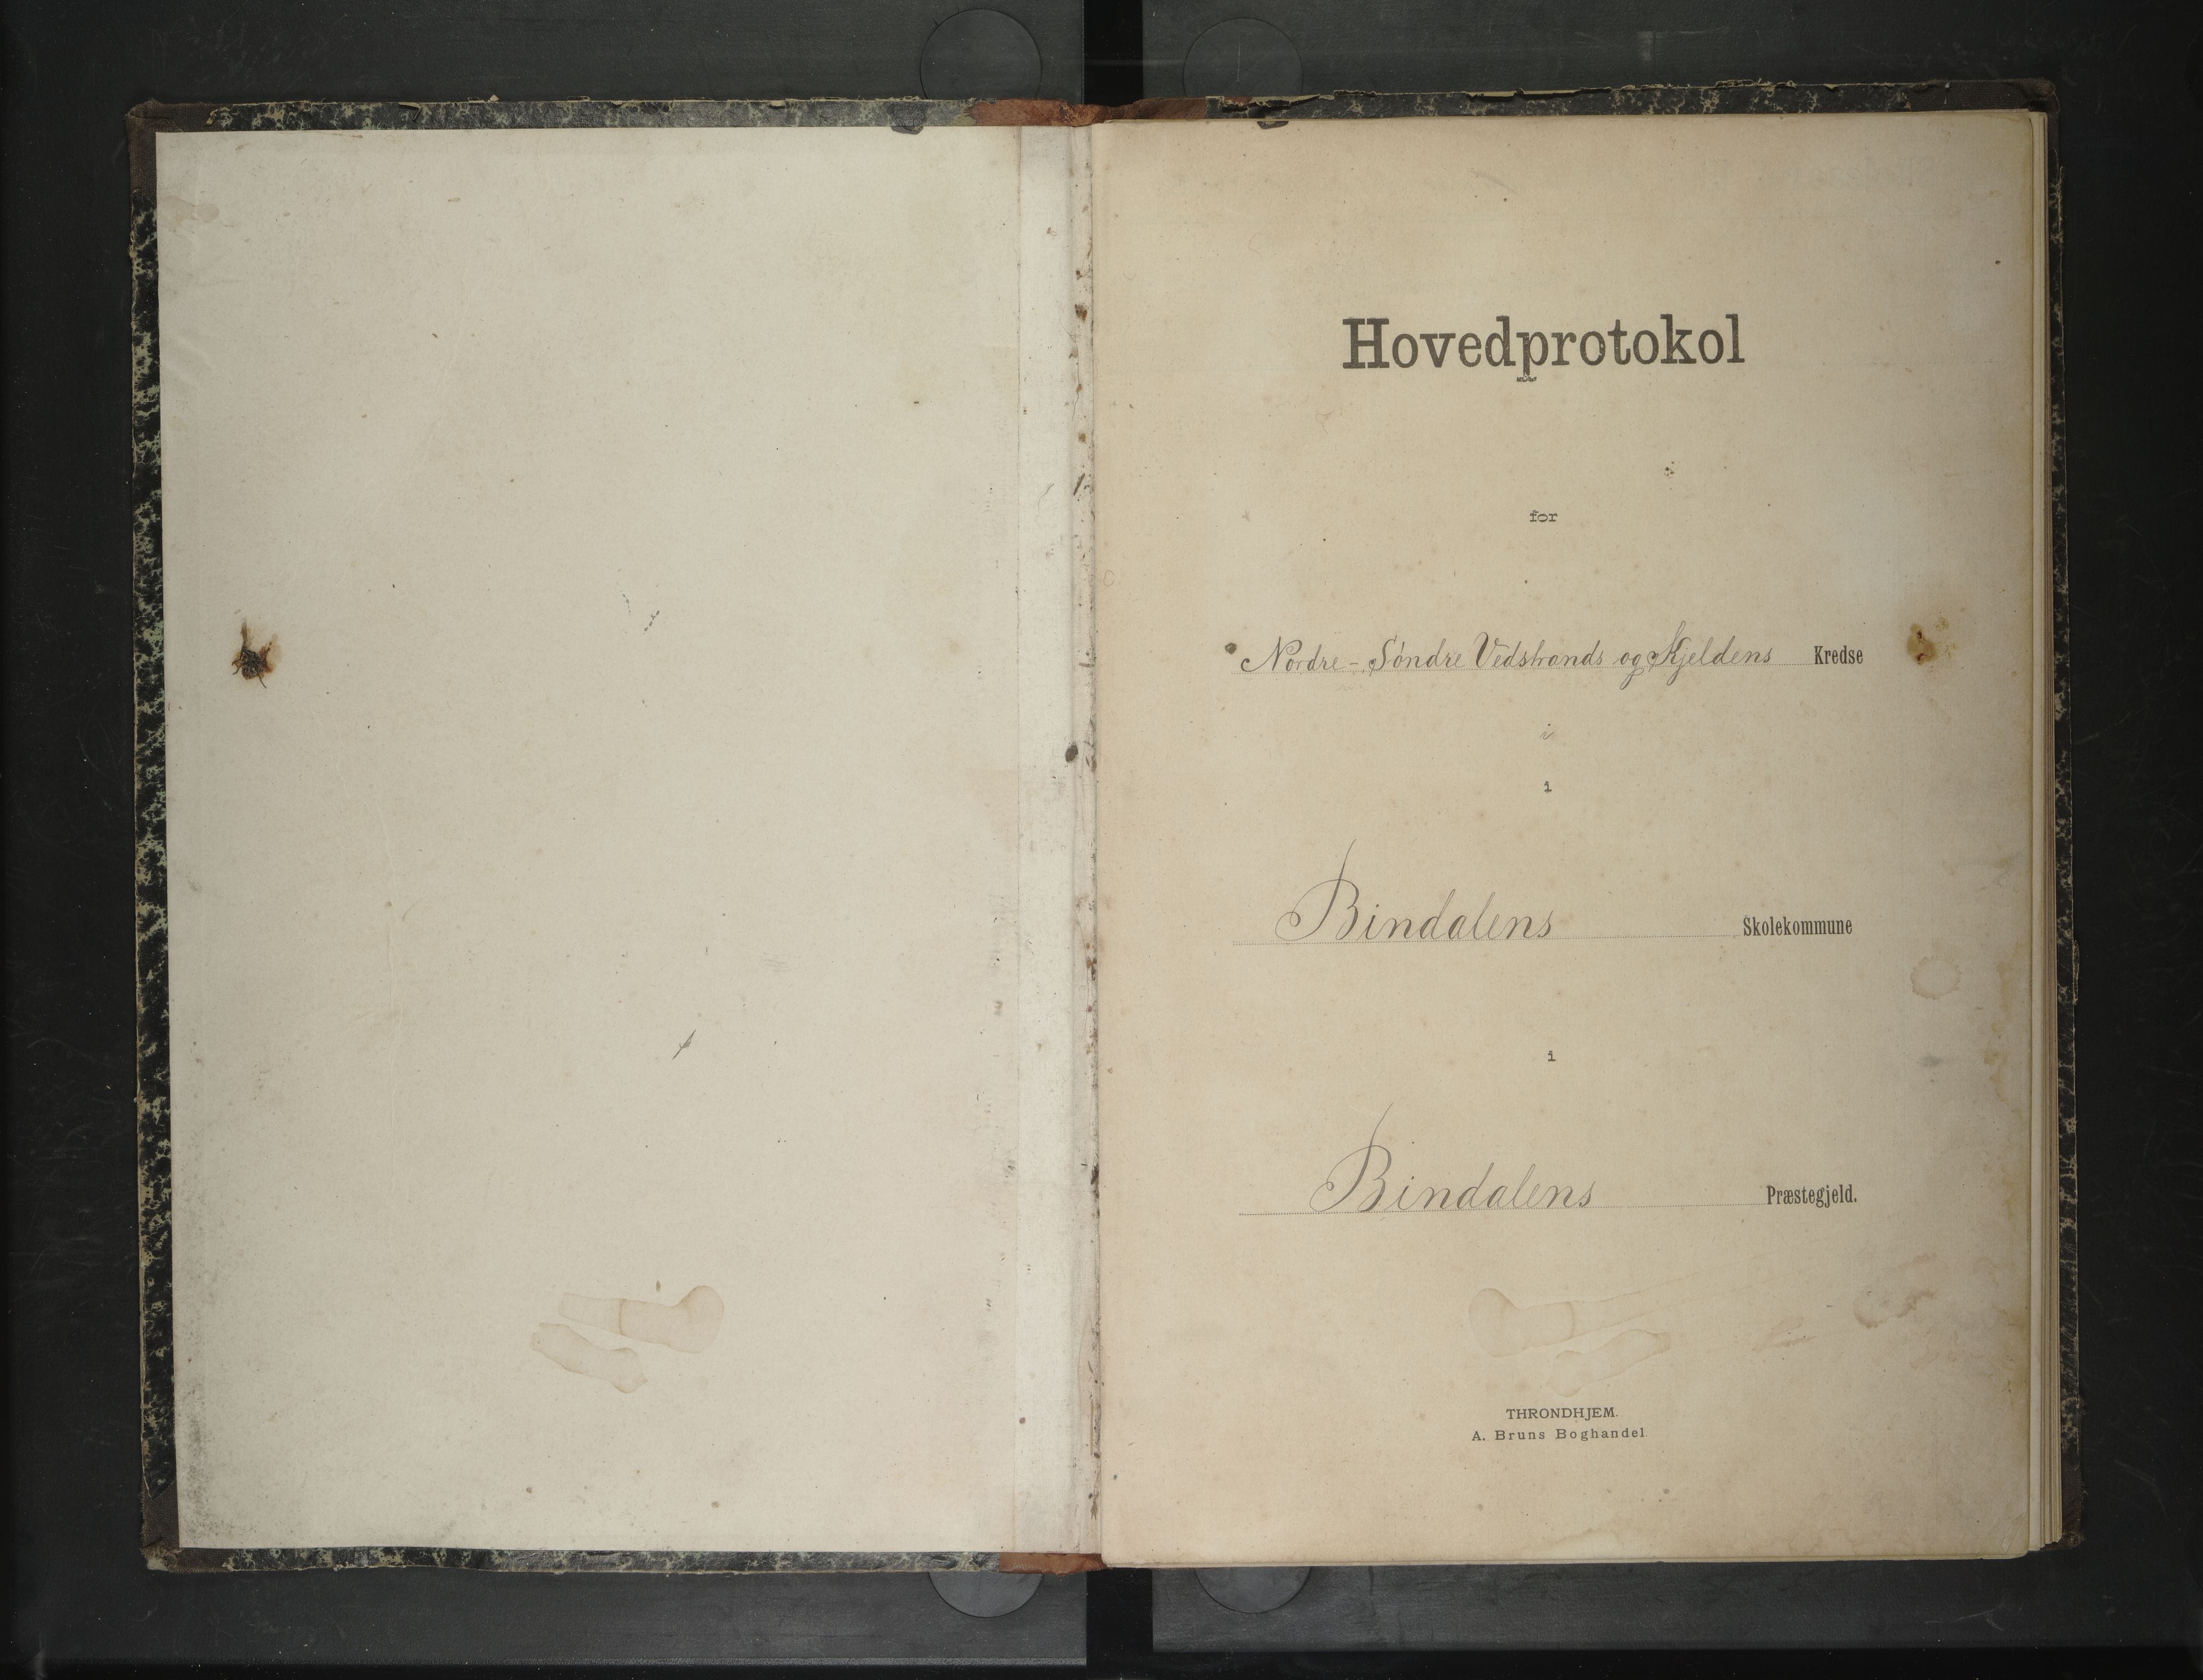 Hovedprotokol
for
Nordre- Söndre Vedstrands og Kjeldens Kredse
i
i
Bindalens Skolekommune
i
Bindalens Præstegjeld.
THRONDHJEM.
A. Bruns Boghandel.